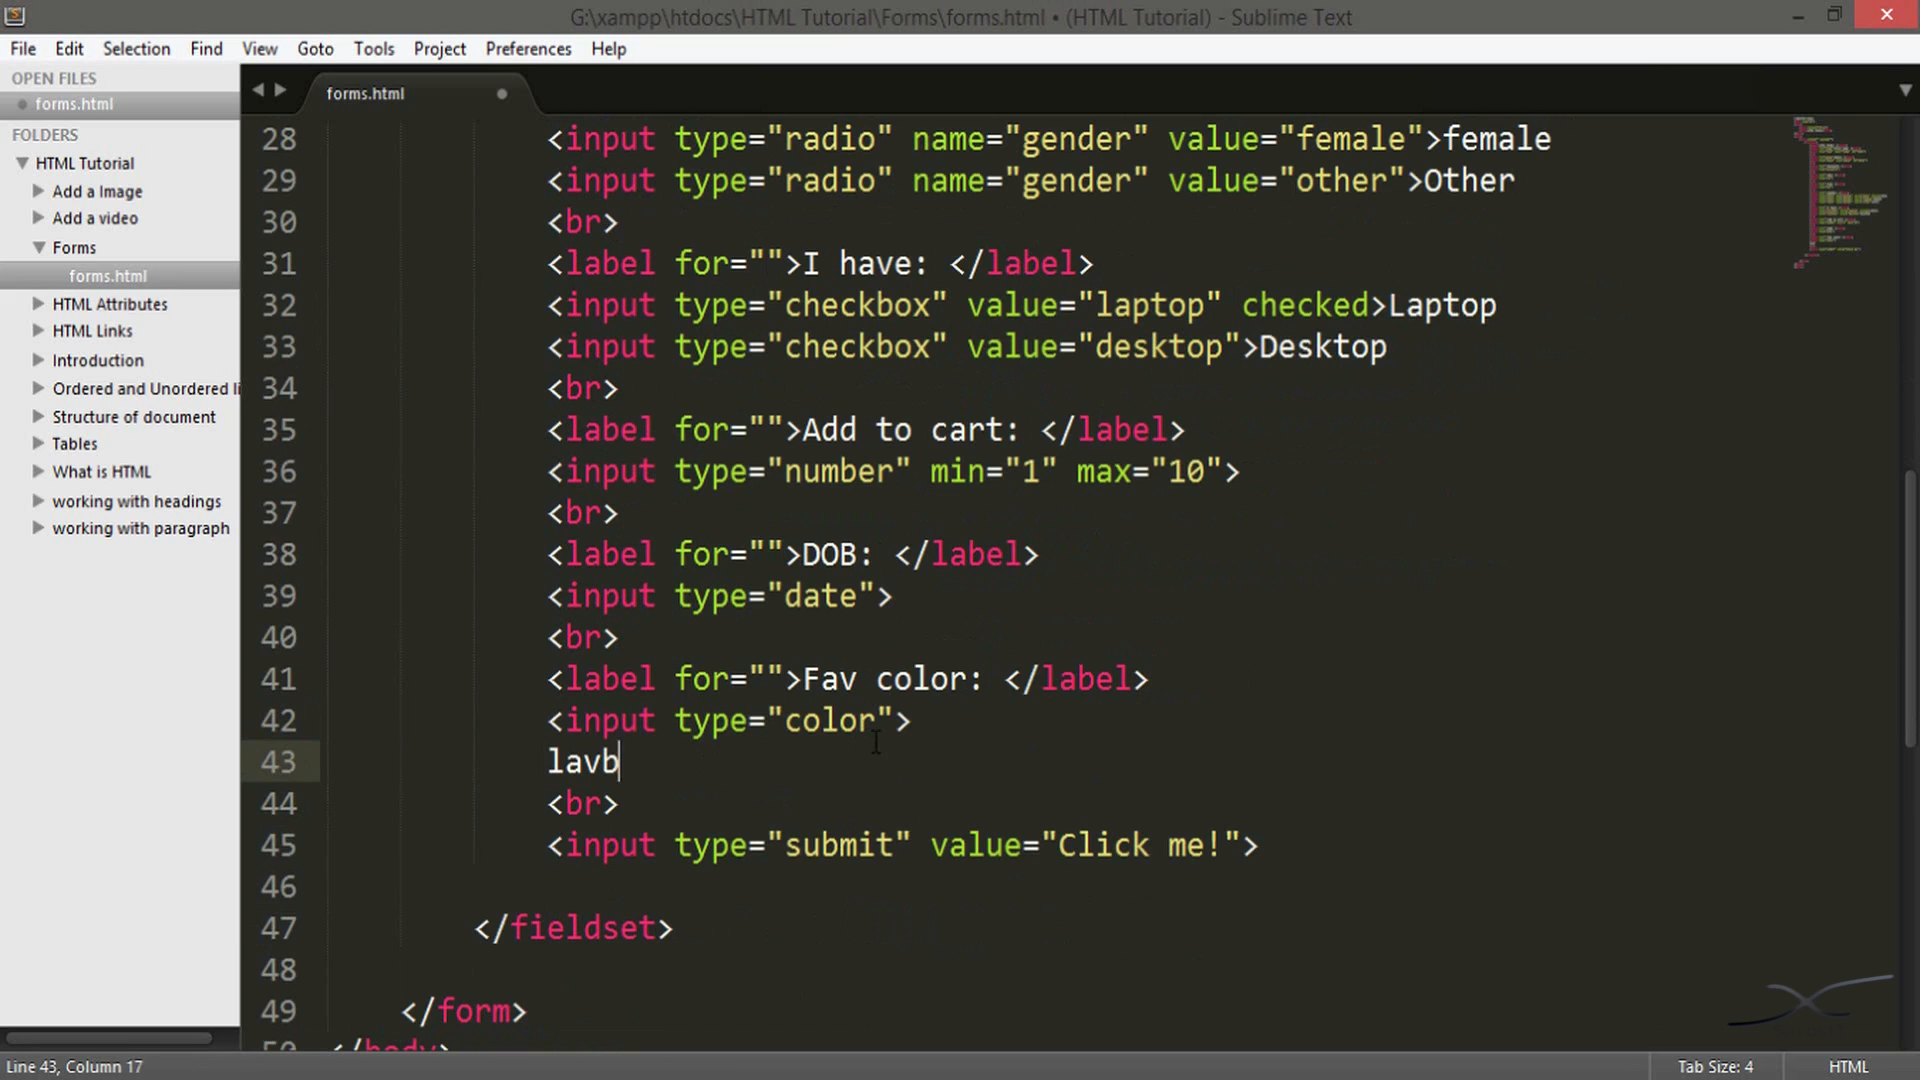 G:\xampp\htdocs\HTML Tutorial\Forms\forms.html • (HTML Tutorial) - Sublime Text
File Edit Selection Find View Goto Tools Project Preferences Help
OPEN FILES
forms.html
FOLDERS
HTML Tutorial
Add a Image
Add a video
Forms
forms.html
HTML Attributes
HTML Links
Introduction
Ordered and Unordered li
Structure of document
Tables
What is HTML
working with headings
working with paragraph
forms.html
28 <input type="radio" name="gender" value="female">female
29 <input type="radio" name="gender" value="other">Other
30 <br>
31 <label for="">I have: </label>
32 <input type="checkbox" value="laptop" checked>Laptop
33 <input type="checkbox" value="desktop">Desktop
34 <br>
35 <label for="">Add to cart: </label>
36 <input type="number" min="1" max="10">
37 <br>
38 <label for="">DOB: </label>
39 <input type="date">
40 <br>
41 <label for="">Fav color: </label>
42 <input type="color">
43 lavb
44 <br>
45 <input type="submit" value="Click me!">
46
47 </fieldset>
48
49 </form>
50 </body>
Line 43, Column 17
Tab Size: 4
HTML